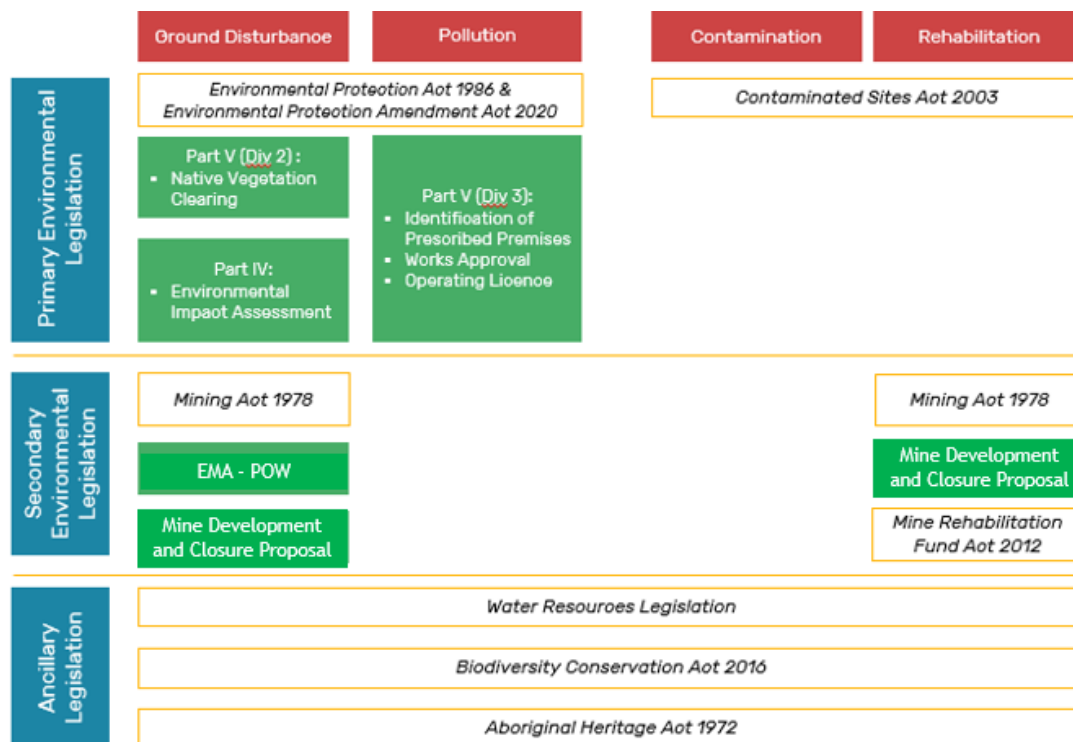 Ground Disturbanoe
Pollution
Contamination
Rehabilitation
Primary Environmental
Legislation
Environmental Proteotion Aot 1986 &
Environmental Proteotion Amendment Aot 2020
Contaminated Sites Aot 2003
Part V (Div 2) :
▪ Native Vegetation
Clearing
Part IV:
▪ Environmental
Impaot Assessment
Part V (Div 3):
▪ Identifioation of
Presoribed Premises
▪ Works Approval
▪ Operating Lioenoe
Secondary
Environmental
Legislation
Mining Aot 1978
EMA - POW
Mine Development
and Closure Proposal
Mining Aot 1978
Mine Development
and Closure Proposal
Mine Rehabilitation
Fund Aot 2012
Ancillary
Legislation
Water Resouroes Legislation
Biodiversity Conservation Aot 2016
Aboriginal Heritage Aot 1972